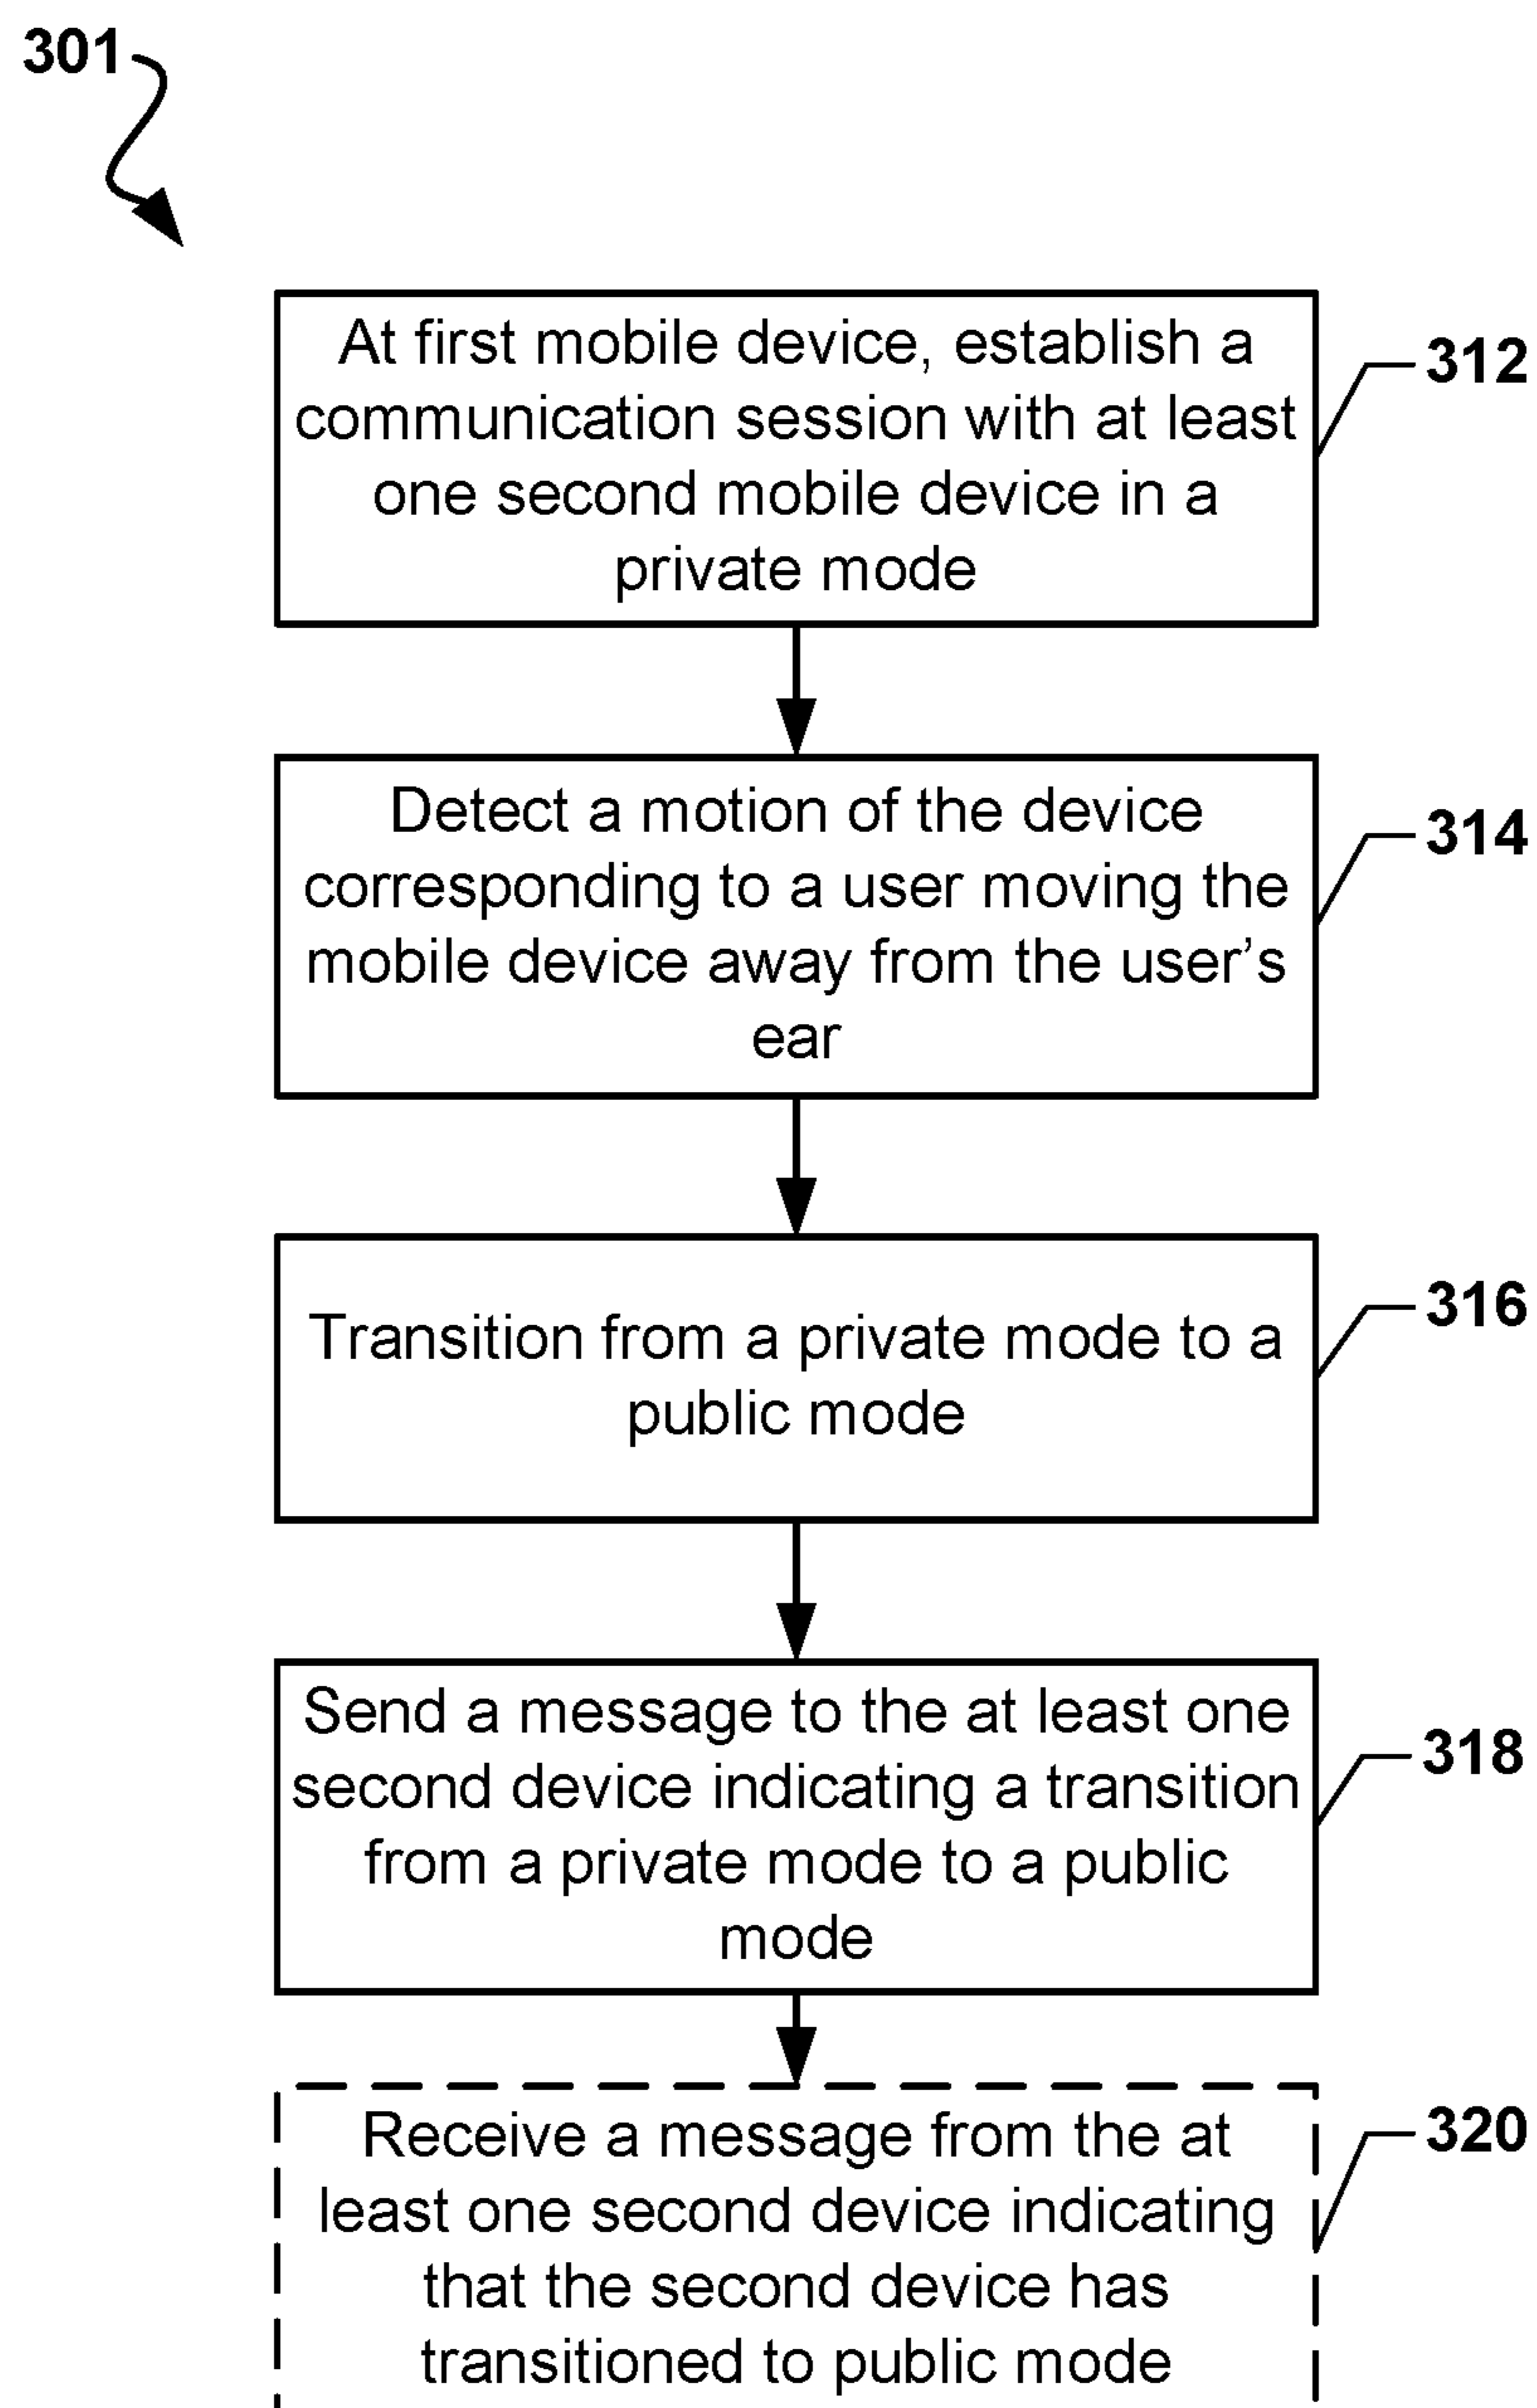 301
At first mobile device, establish a
communication session with at least
one second mobile device in a
private mode
312
Detect a motion of the device
corresponding to a user moving the
mobile device away from the user’s
ear
314
Transition from a private mode to a
public mode
316
Send a message to the at least one
second device indicating a transition
from a private mode to a public
mode
318
Receive a message from the at
least one second device indicating
that the second device has
transitioned to public mode
320